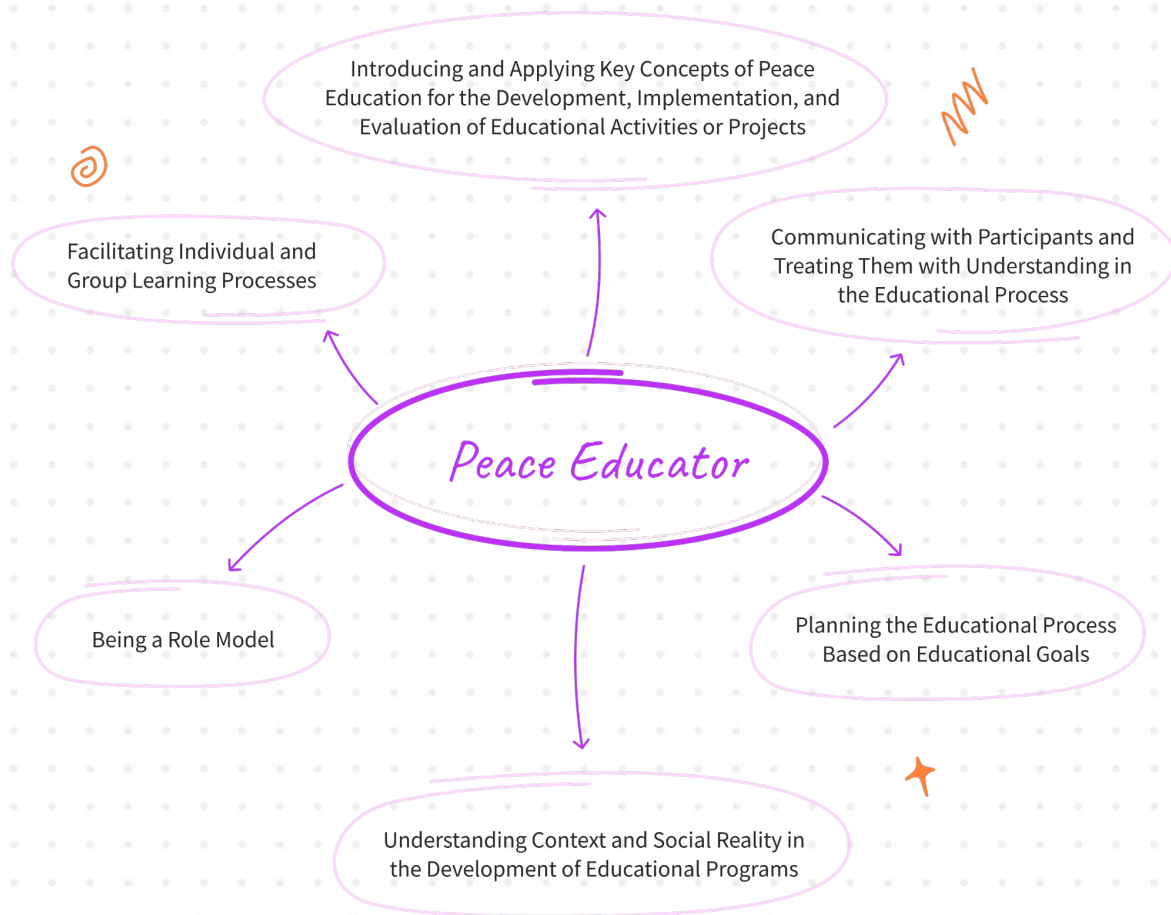 Introducing and Applying Key Concepts of Peace
Education for the Development, Implementation, and
Evaluation of Educational Activities or Projects
Facilitating Individual and
Group Learning Processes
Communicating with Participants and
Treating Them with Understanding in
the Educational Process
Peace Educator
Being a Role Model
Planning the Educational Process
Based on Educational Goals
Understanding Context and Social Reality in
the Development of Educational Programs